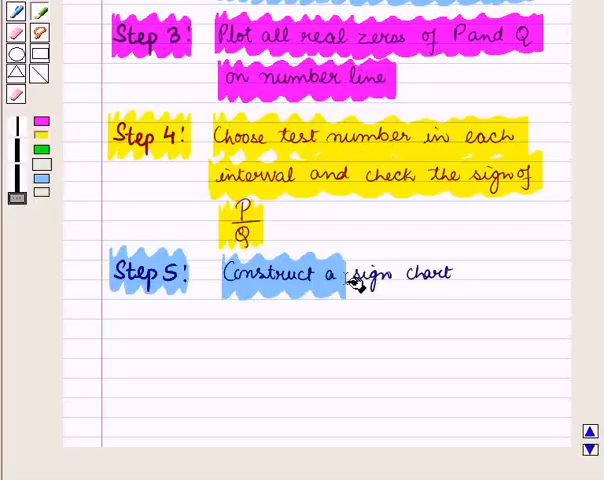 Step 3: Plot all real zeros of P and Q
on number line
Step 4: Choose test number in each
interval and check the sign of
P
Q
Step 5: Construct a sign chart